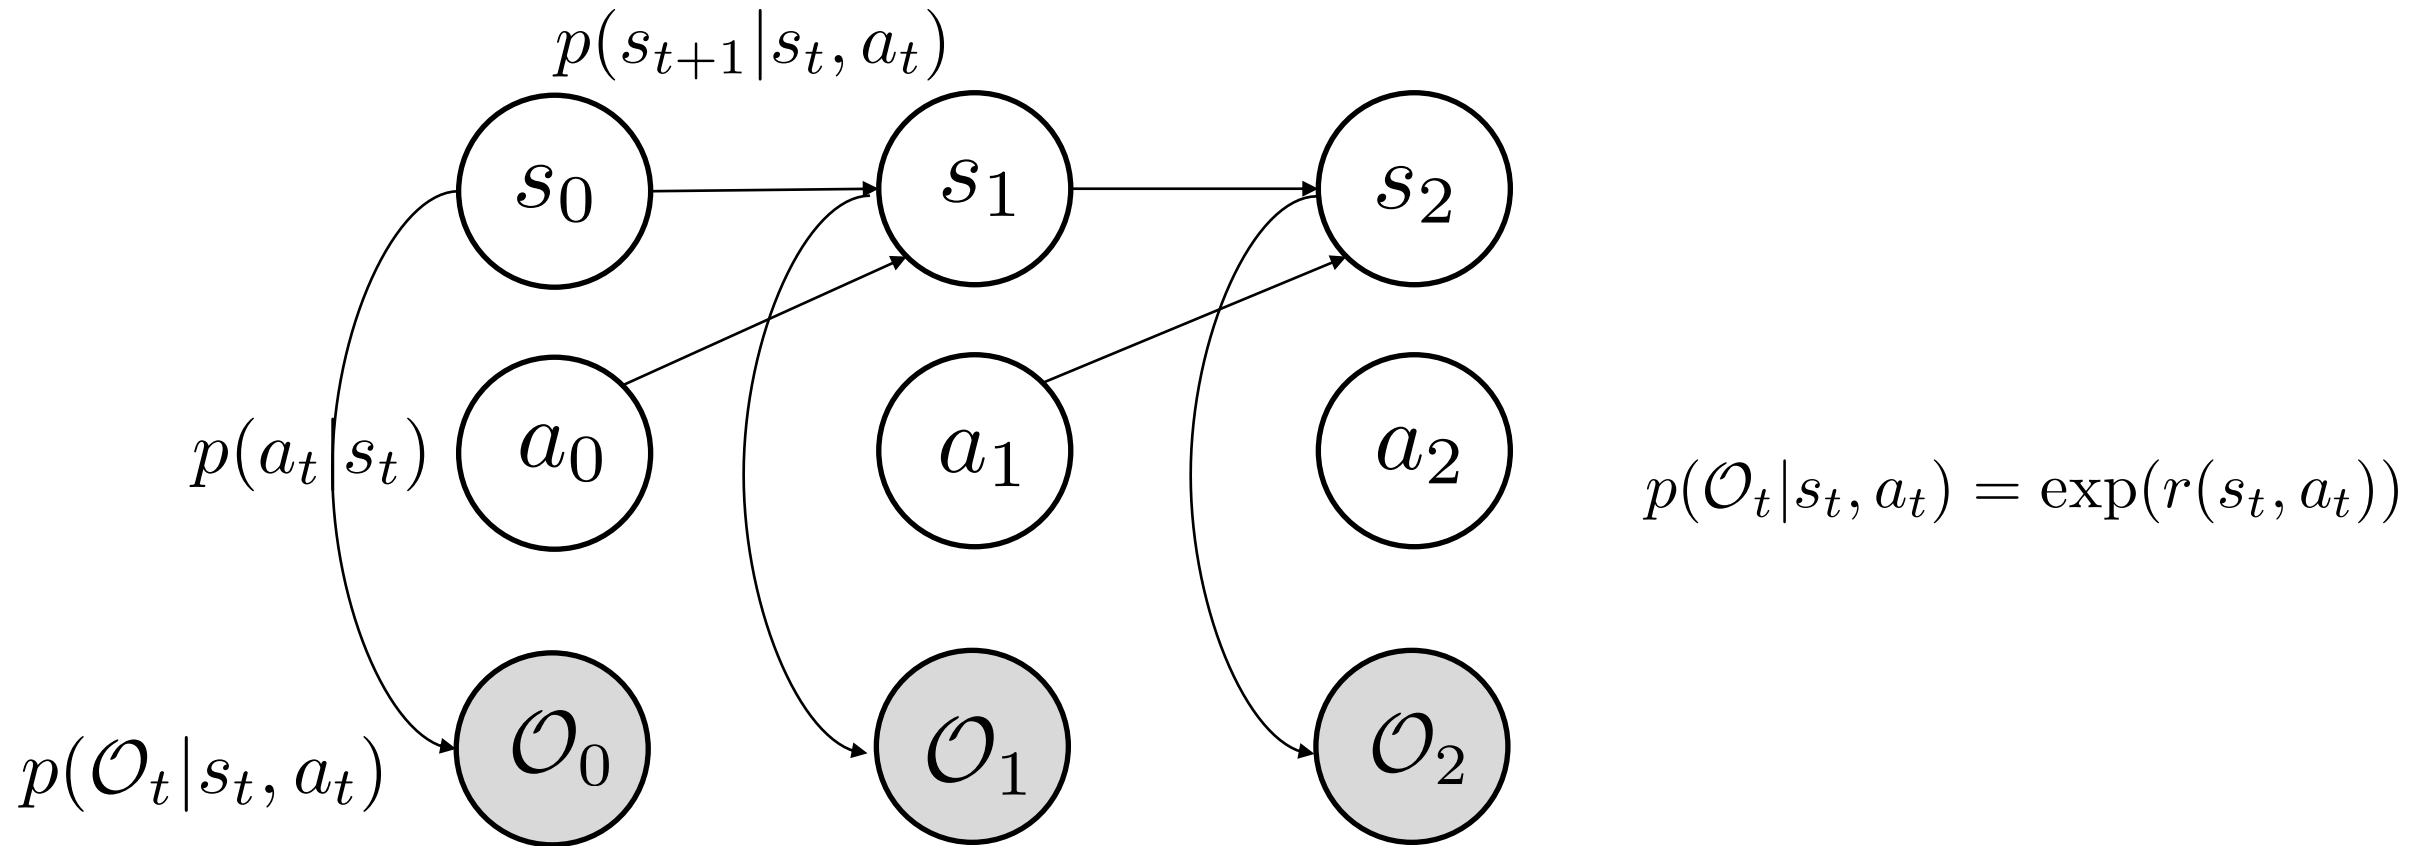 p(s_{t+1}|s_t, a_t)
s_0 s_1 s_2
p(a_t|s_t) a_0 a_1 a_2
p(𝒪_t|s_t, a_t) = exp(r(s_t, a_t))
p(𝒪_t|s_t, a_t) 𝒪_0 𝒪_1 𝒪_2